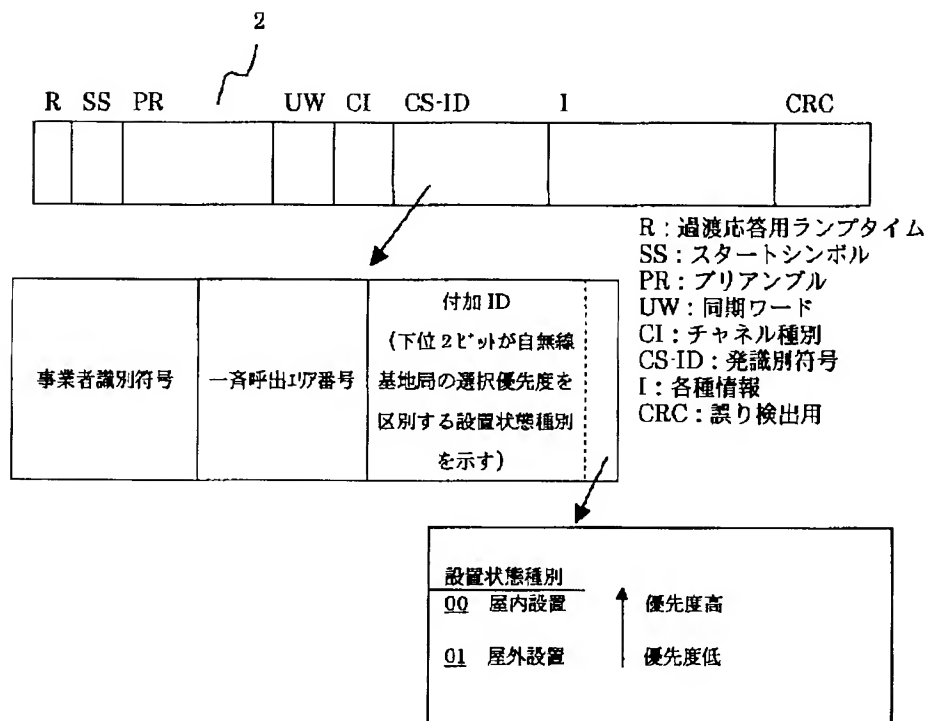 2
R SS PR UW CI CS-ID I CRC
R:過渡応答用ランプタイム
SS:スタートシンボル
PR:プリアンブル
UW:同期ワード
CI:チャネル種別
CS-ID:発識別符号
I:各種情報
CRC:誤り検出用
事業者識別符号
一斉呼出エリア番号
付加ID
(下位2ビットが自無線
基地局の選択優先度を
区別する設置状態種別
を示す)
設置状態種別
00 屋内設置 優先度高
01 屋外設置 優先度低